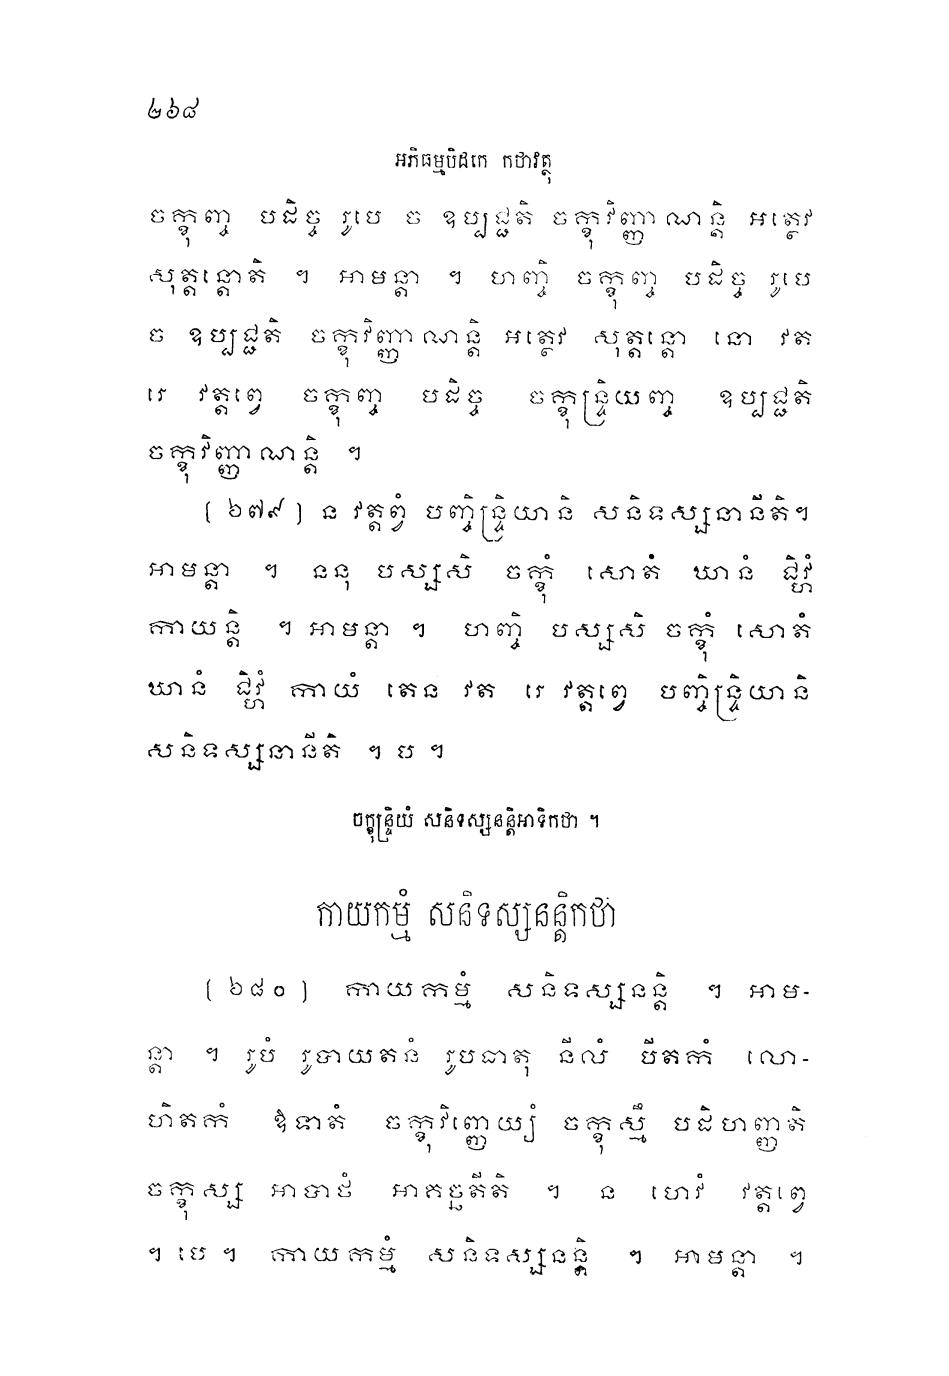 ២៦៨
អភិធម្មបិដកេ កថាវត្ថុ
ចក្ខុញ្ច បដិច្ច រូបេ ច ឧប្បជ្ជតិ ចក្ខុវិញ្ញាណន្តិ អត្ថេវ
សុត្តន្តោតិ ។ អាមន្តា ។ ហញ្ចិ ចក្ខុញ្ច បដិច្ច រូបេ
ច ឧប្បជ្ជតិ ចក្ខុវិញ្ញាណន្តិ អត្ថេវ សុត្តន្តោ នោ វត
រេ វត្តព្វេ ចក្ខុញ្ច បដិច្ច ចក្ខុន្ទ្រិយញ្ច ឧប្បជ្ជតិ
ចក្ខុវិញ្ញាណន្តិ ។
(៦៧៩) ន វត្តព្វំ បញ្ចិន្ទ្រិយានិ សនិទស្សនានីតិ។
អាមន្តា ។ ននុ បស្សសិ ចក្ខុំ សោតំ ឃានំ ជិវ្ហំ
កាយន្តិ ។ អាមន្តា ។ ហញ្ចិ បស្សសិ ចក្ខុំ សោតំ
ឃានំ ជិវ្ហំ កាយំ តេន វត រេ វត្តព្វេ បញ្ចិន្ទ្រិយានិ
សនិទស្សនានីតិ ។ ប ។
ចក្ខុន្ទ្រិយំ សនិទស្សនន្តិអាទិកថា ។
កាយកម្មំ សនិទស្សនន្តិកថា
(៦៨០) កាយកម្មំ សនិទស្សនន្តិ ។ អាម-
ន្តា ។ រូបំ រូបាយតនំ រូបធាតុ នីលំ បីតកំ លោ-
ហិតកំ ឱទាតំ ចក្ខុវិញ្ញេយ្យំ ចក្ខុស្មឹ បដិហញ្ញតិ
ចក្ខុស្ស អាបាថំ អាគច្ឆតីតិ ។ ន ហេវំ វត្តព្វេ
។ បេ ។ កាយកម្មំ សនិទស្សនន្តិ ។ អាមន្តា ។